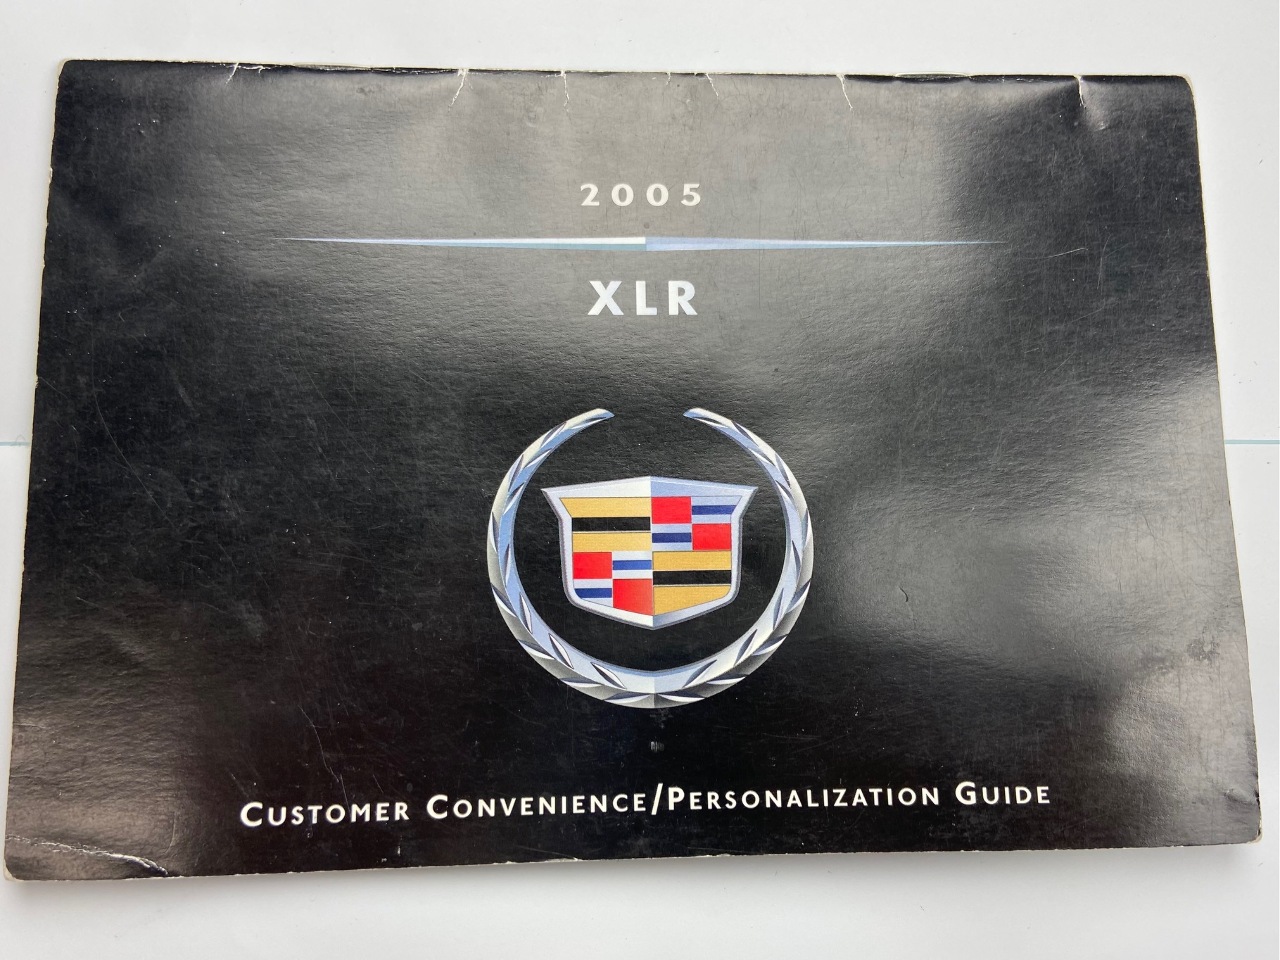 2005
XLR
CUSTOMER CONVENIENCE/PERSONALIZATION GUIDE